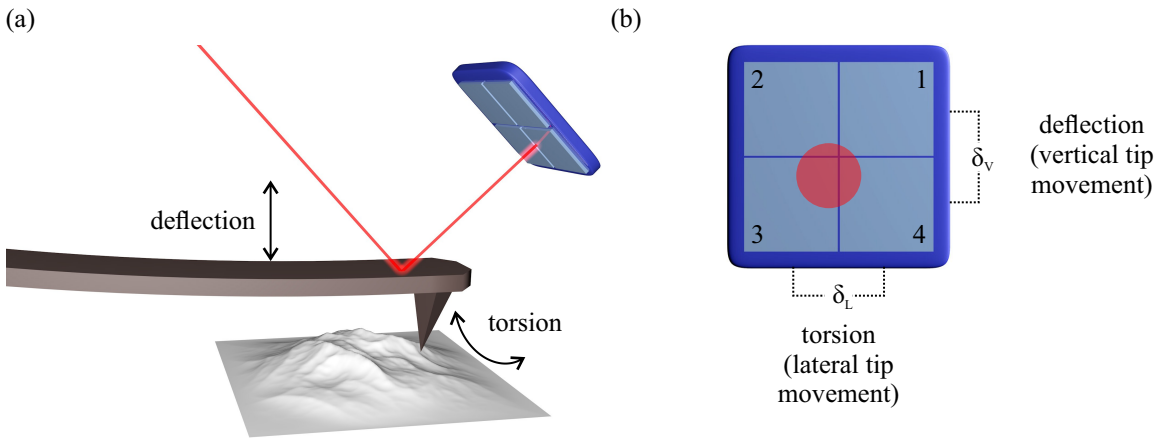 (a)
deflection
torsion
(b)
2
1
3
4
δV
deflection
(vertical tip
movement)
δL
torsion
(lateral tip
movement)